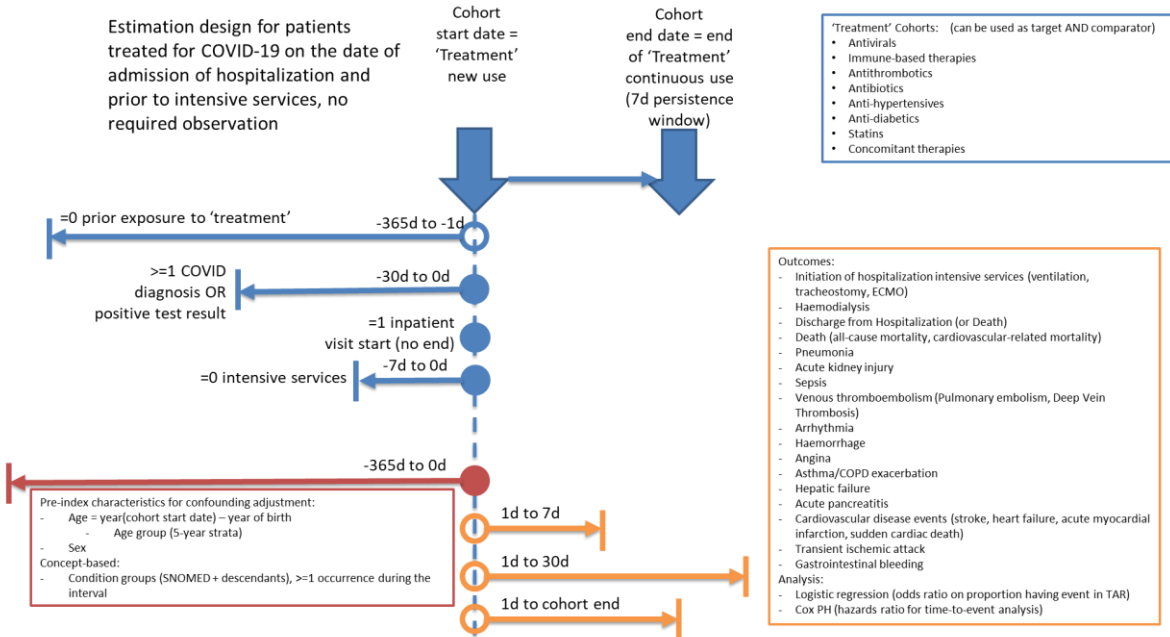 Estimation design for patients
treated for COVID-19 on the date of
admission of hospitalization and
prior to intensive services, no
required observation
Cohort
start date =
‘Treatment’
new use
Cohort
end date = end
of ‘Treatment’
continuous use
(7d persistence
window)
‘Treatment’ Cohorts: (can be used as target AND comparator)
• Antivirals
• Immune-based therapies
• Antithrombotics
• Antibiotics
• Anti-hypertensives
• Anti-diabetics
• Statins
• Concomitant therapies
=0 prior exposure to ‘treatment’
-365d to -1d
>=1 COVID
diagnosis OR
positive test result
-30d to 0d
=1 inpatient
visit start (no end)
=0 intensive services
-7d to 0d
-365d to 0d
Pre-index characteristics for confounding adjustment:
- Age = year(cohort start date) – year of birth
- Age group (5-year strata)
- Sex
Concept-based:
- Condition groups (SNOMED + descendants), >=1 occurrence during the
interval
1d to 7d
1d to 30d
1d to cohort end
Outcomes:
- Initiation of hospitalization intensive services (ventilation,
tracheostomy, ECMO)
- Haemodialysis
- Discharge from Hospitalization (or Death)
- Death (all-cause mortality, cardiovascular-related mortality)
- Pneumonia
- Acute kidney injury
- Sepsis
- Venous thromboembolism (Pulmonary embolism, Deep Vein
Thrombosis)
- Arrhythmia
- Haemorrhage
- Angina
- Asthma/COPD exacerbation
- Hepatic failure
- Acute pancreatitis
- Cardiovascular disease events (stroke, heart failure, acute myocardial
infarction, sudden cardiac death)
- Transient ischemic attack
- Gastrointestinal bleeding
Analysis:
- Logistic regression (odds ratio on proportion having event in TAR)
- Cox PH (hazards ratio for time-to-event analysis)